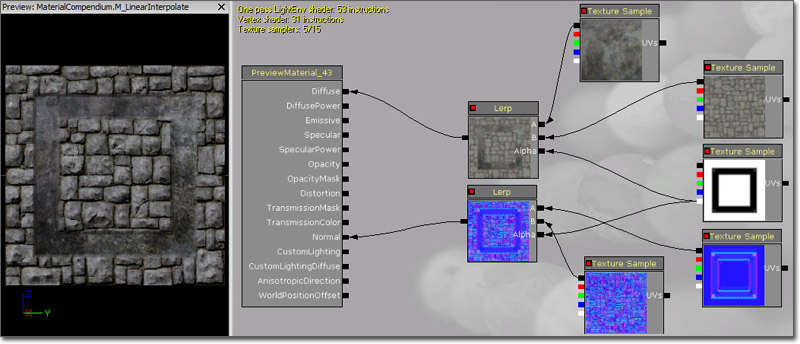 Preview: MaterialCompendum.M_LinearInterpolate
One pass LightEnv shader: 53 instructions
Vertex shader: 31 instructions
Texture samplers: 5/15
Texture Sample
UVs
Texture Sample
UVs
PreviewMaterial_43
Diffuse
DiffusePower
Emissive
Specular
SpecularPower
Opacity
OpacityMask
Distortion
TransmissionMask
TransmissionColor
Normal
CustomLighting
CustomLightingDiffuse
AnisotropicDirection
WorldPositionOffset
Lerp
A
B
Alpha
Texture Sample
UVs
Lerp
A
B
Alpha
Texture Sample
UVs
Texture Sample
UVs
Z
Y